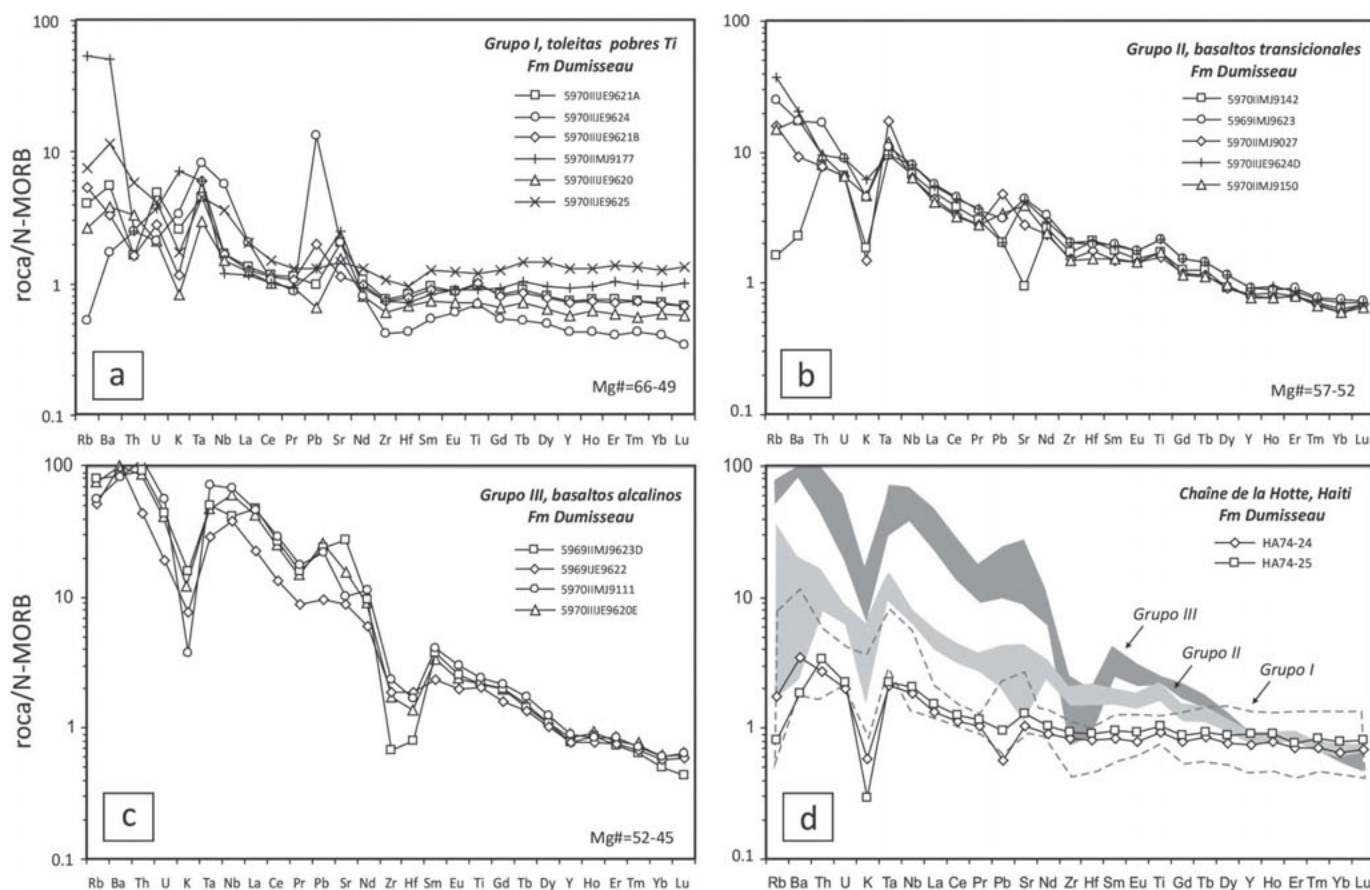 100
10
1
0.1
roca/N-MORB
Grupo I, toleitas pobres Ti
Fm Dumisseau
5970IIIJE9621A
5970IIJE9624
5970IIIJE9621B
5970IIMJ9177
5970IIIJE9620
5970IIJE9625
a
Mg#=66-49
Rb Ba Th U K Ta Nb La Ce Pr Pb Sr Nd Zr Hf Sm Eu Ti Gd Tb Dy Y Ho Er Tm Yb Lu
100
10
1
0.1
Grupo II, basaltos transicionales
Fm Dumisseau
5970IIMJ9142
5969IMJ9623
5970IIMJ9027
5970IIJE9624D
5970IIMJ9150
b
Mg#=57-52
Rb Ba Th U K Ta Nb La Ce Pr Pb Sr Nd Zr Hf Sm Eu Ti Gd Tb Dy Y Ho Er Tm Yb Lu
100
10
1
0.1
roca/N-MORB
Grupo III, basaltos alcalinos
Fm Dumisseau
5969IIMJ9623D
5969IJE9622
5970IIMJ9111
5970IIIJE9620E
c
Mg#=52-45
Rb Ba Th U K Ta Nb La Ce Pr Pb Sr Nd Zr Hf Sm Eu Ti Gd Tb Dy Y Ho Er Tm Yb Lu
100
10
1
0.1
Chaîne de la Hotte, Haiti
Fm Dumisseau
HA74-24
HA74-25
Grupo III
Grupo II
Grupo I
d
Rb Ba Th U K Ta Nb La Ce Pr Pb Sr Nd Zr Hf Sm Eu Ti Gd Tb Dy Y Ho Er Tm Yb Lu